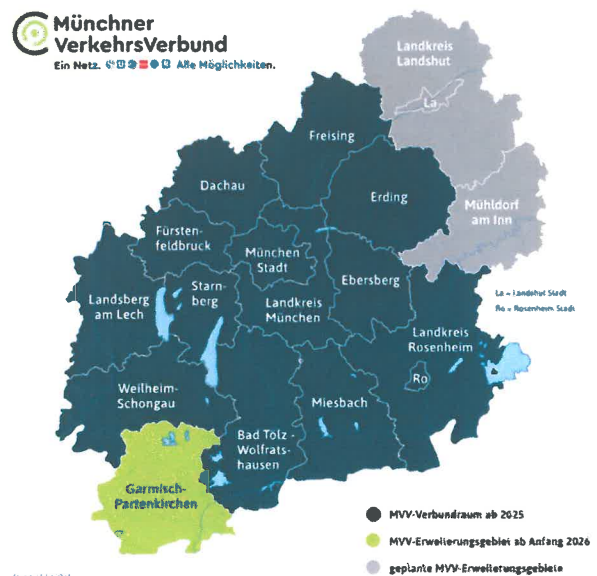 Münchner
VerkehrsVerbund
Ein Netz. Alle Möglichkeiten.
Landkreis
Landshut
La
Freising
Dachau
Erding
Mühldorf
am Inn
Fürsten-
feldbruck
München
Stadt
Ebersberg
Landsberg
am Lech
Starn-
berg
Landkreis
München
La = Landshut Stadt
Ro = Rosenheim Stadt
Landkreis
Rosenheim
Ro
Weilheim-
Schongau
Miesbach
Bad Tölz -
Wolfrats-
hausen
Garmisch-
Partenkirchen
MVV-Verbundraum ab 2025
MVV-Erweiterungsgebiet ab Anfang 2026
geplante MVV-Erweiterungsgebiete